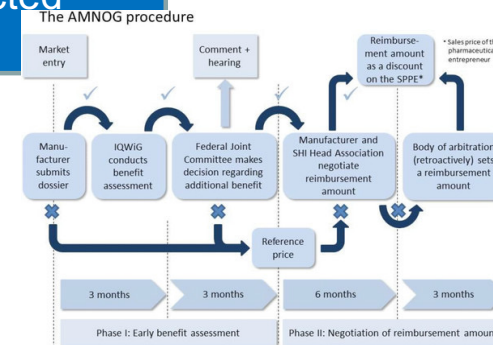 The AMNOG procedure
Market
entry
Comment +
hearing
Reimburse-
ment amount
as a discount
on the SPPE*
* Sales price of
pharmaceutical
entrepreneur
Manu-
facturer
submits
dossier
IQWiG
conducts
benefit
assessment
Federal Joint
Committee makes
decision regarding
additional benefit
Manufacturer and
SHI Head Association
negotiate
reimbursement
amount
Body of arbitration
(retroactively) sets
a reimbursement
amount
Reference
price
3 months
3 months
6 months
3 months
Phase I: Early benefit assessment
Phase II: Negotiation of reimbursement